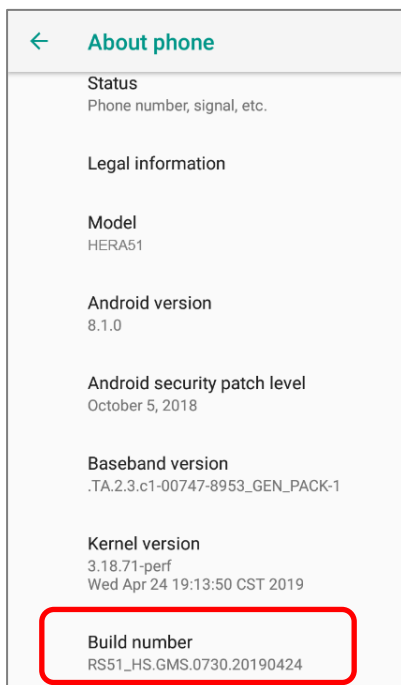 About phone
Status
Phone number, signal, etc.
Legal information
Model
HERA51
Android version
8.1.0
Android security patch level
October 5, 2018
Baseband version
.TA.2.3.c1-00747-8953_GEN_PACK-1
Kernel version
3.18.71-perf
Wed Apr 24 19:13:50 CST 2019
Build number
RS51_HS.GMS.0730.20190424